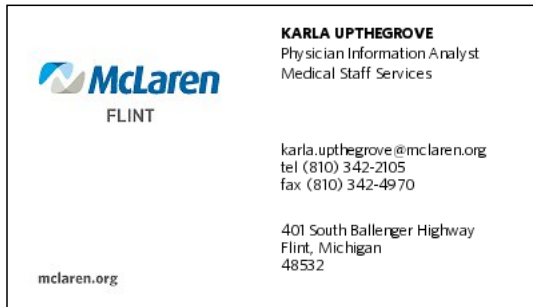 McLaren
FLINT
mclaren.org
KARLA UPTHEGROVE
Physician Information Analyst
Medical Staff Services
karla.upthegrove@mclaren.org
tel (810) 342-2105
fax (810) 342-4970
401 South Ballenger Highway
Flint, Michigan
48532